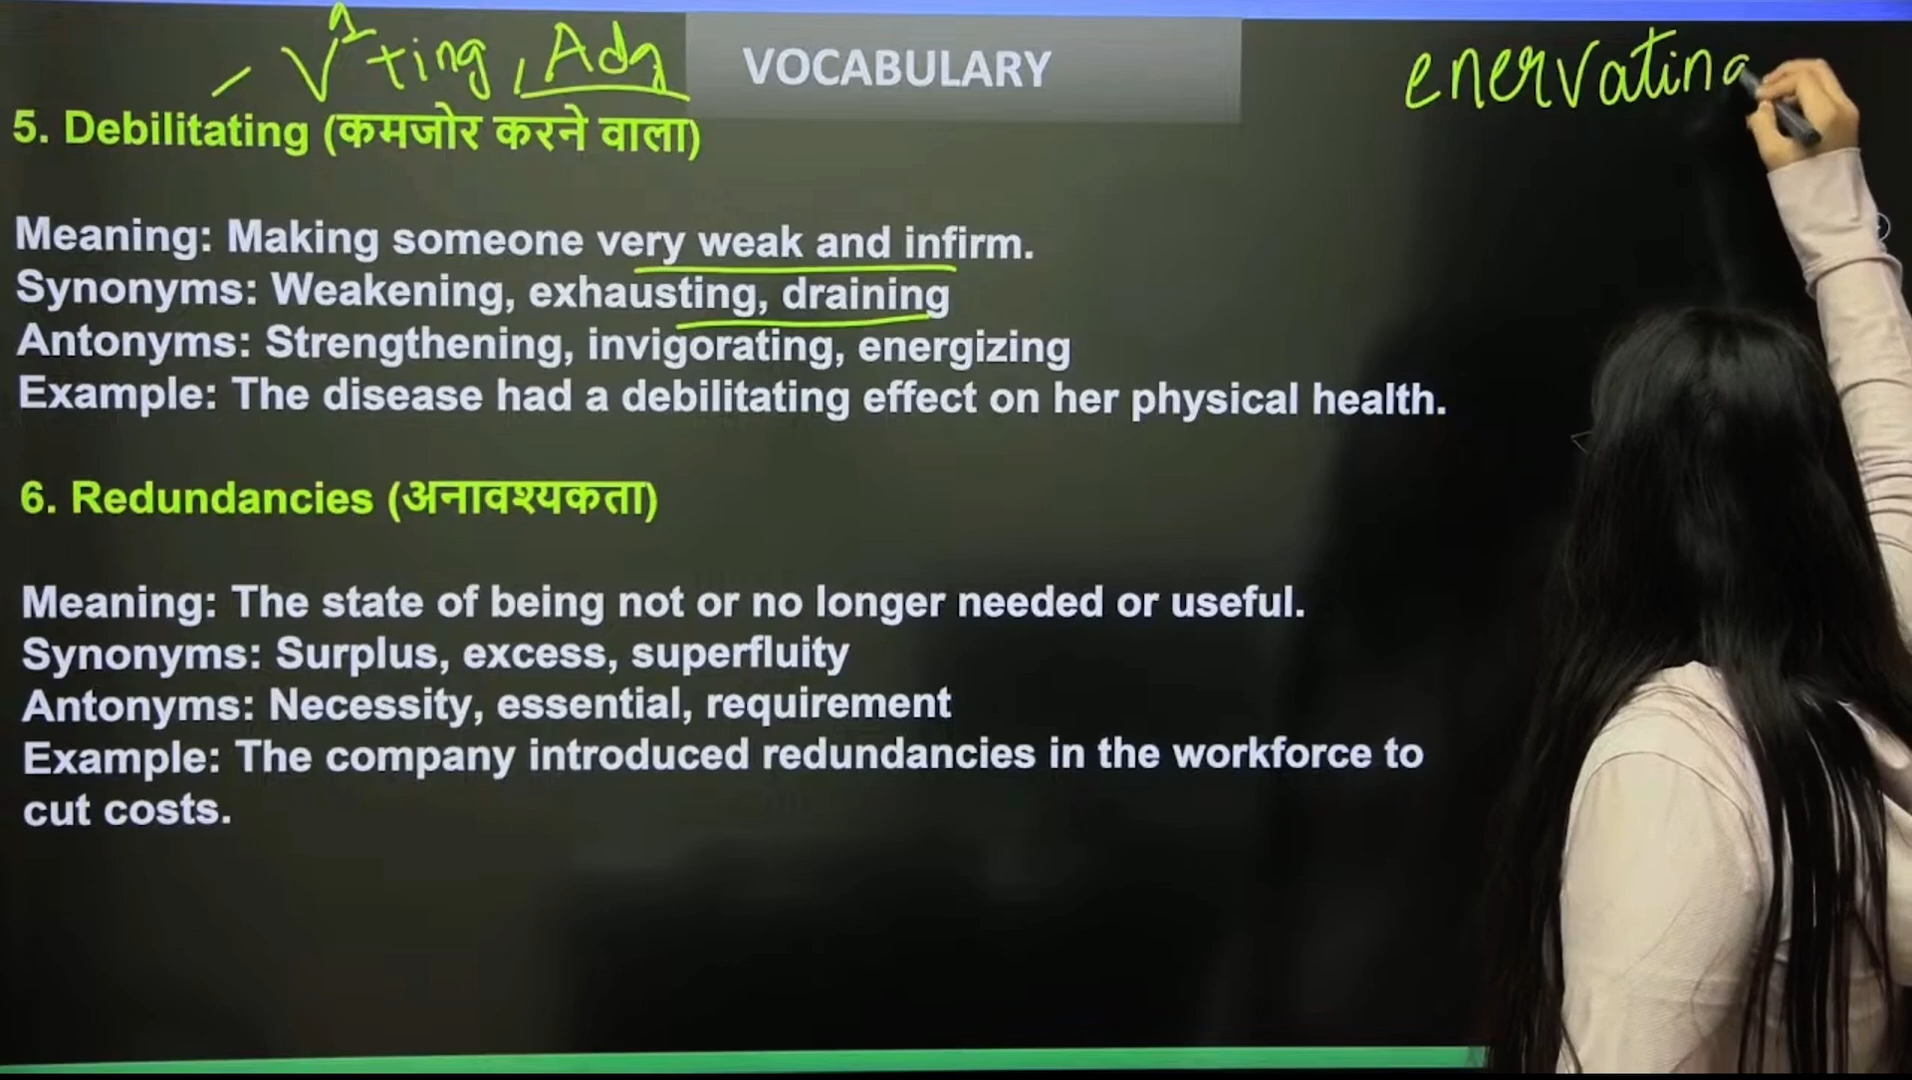 V¹+ing, Adj
VOCABULARY
enervating
5. Debilitating (कमजोर करने वाला)
Meaning: Making someone very weak and infirm.
Synonyms: Weakening, exhausting, draining
Antonyms: Strengthening, invigorating, energizing
Example: The disease had a debilitating effect on her physical health.
6. Redundancies (अनावश्यकता)
Meaning: The state of being not or no longer needed or useful.
Synonyms: Surplus, excess, superfluity
Antonyms: Necessity, essential, requirement
Example: The company introduced redundancies in the workforce to
cut costs.